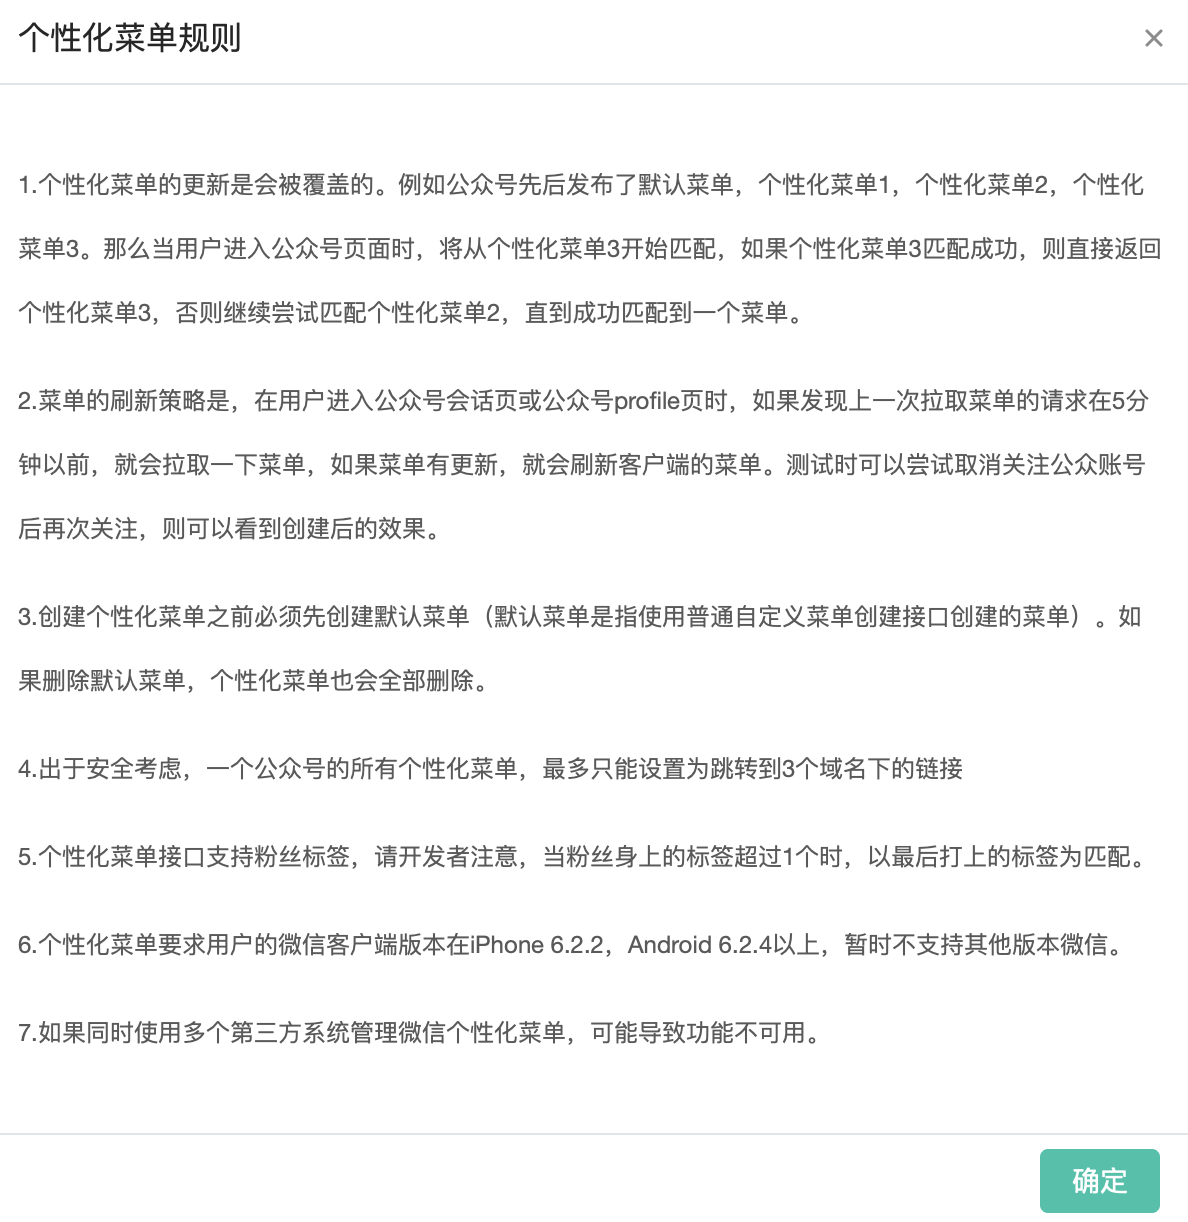 个性化菜单规则
×
1.个性化菜单的更新是会被覆盖的。例如公众号先后发布了默认菜单，个性化菜单1，个性化菜单2，个性化
菜单3。那么当用户进入公众号页面时，将从个性化菜单3开始匹配，如果个性化菜单3匹配成功，则直接返回
个性化菜单3，否则继续尝试匹配个性化菜单2，直到成功匹配到一个菜单。
2.菜单的刷新策略是，在用户进入公众号会话页或公众号profile页时，如果发现上一次拉取菜单的请求在5分
钟以前，就会拉取一下菜单，如果菜单有更新，就会刷新客户端的菜单。测试时可以尝试取消关注公众账号
后再次关注，则可以看到创建后的效果。
3.创建个性化菜单之前必须先创建默认菜单（默认菜单是指使用普通自定义菜单创建接口创建的菜单）。如
果删除默认菜单，个性化菜单也会全部删除。
4.出于安全考虑，一个公众号的所有个性化菜单，最多只能设置为跳转到3个域名下的链接
5.个性化菜单接口支持粉丝标签，请开发者注意，当粉丝身上的标签超过1个时，以最后打上的标签为匹配。
6.个性化菜单要求用户的微信客户端版本在iPhone 6.2.2，Android 6.2.4以上，暂时不支持其他版本微信。
7.如果同时使用多个第三方系统管理微信个性化菜单，可能导致功能不可用。
确定